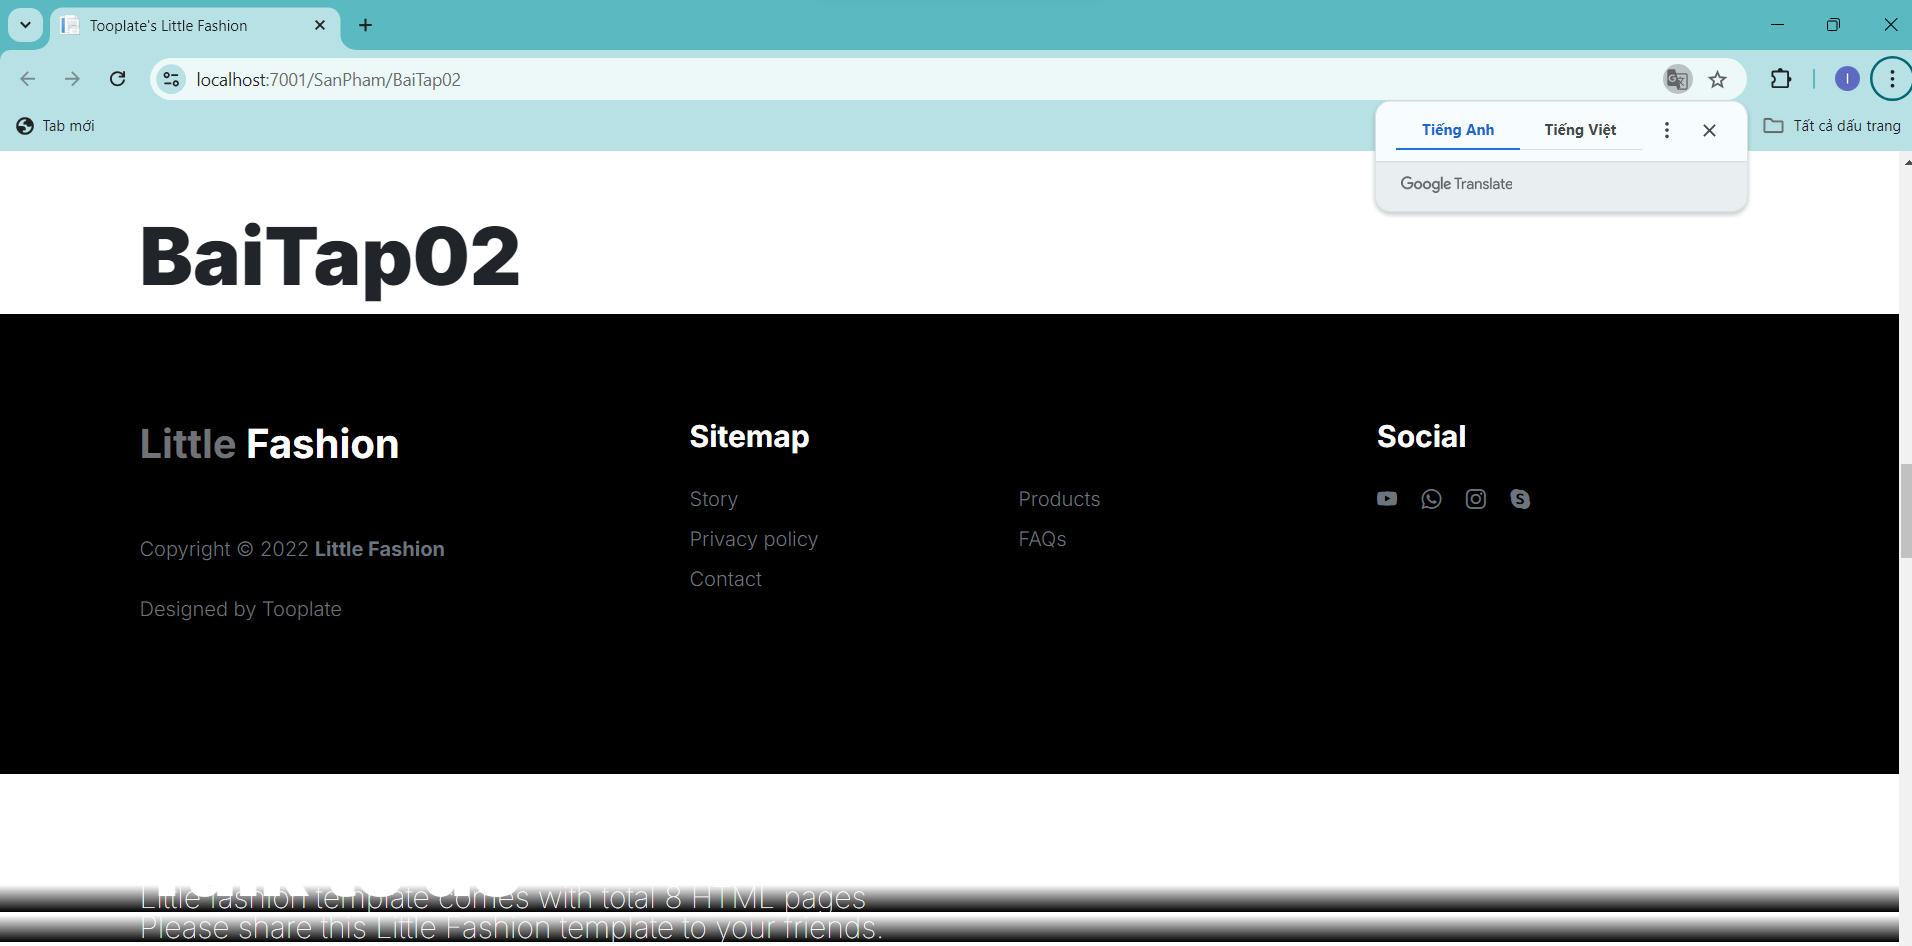 Tooplate's Little Fashion
localhost:7001/SanPham/BaiTap02
I
Tab mới
Tất cả dấu trang
Tiếng Anh Tiếng Việt
Google Translate
BaiTap02
Little Fashion
Copyright © 2022 Little Fashion
Designed by Tooplate
Sitemap
Story
Products
Privacy policy
FAQs
Contact
Social
Little fashion template comes with total 8 HTML pages
Please share this Little Fashion template to your friends.